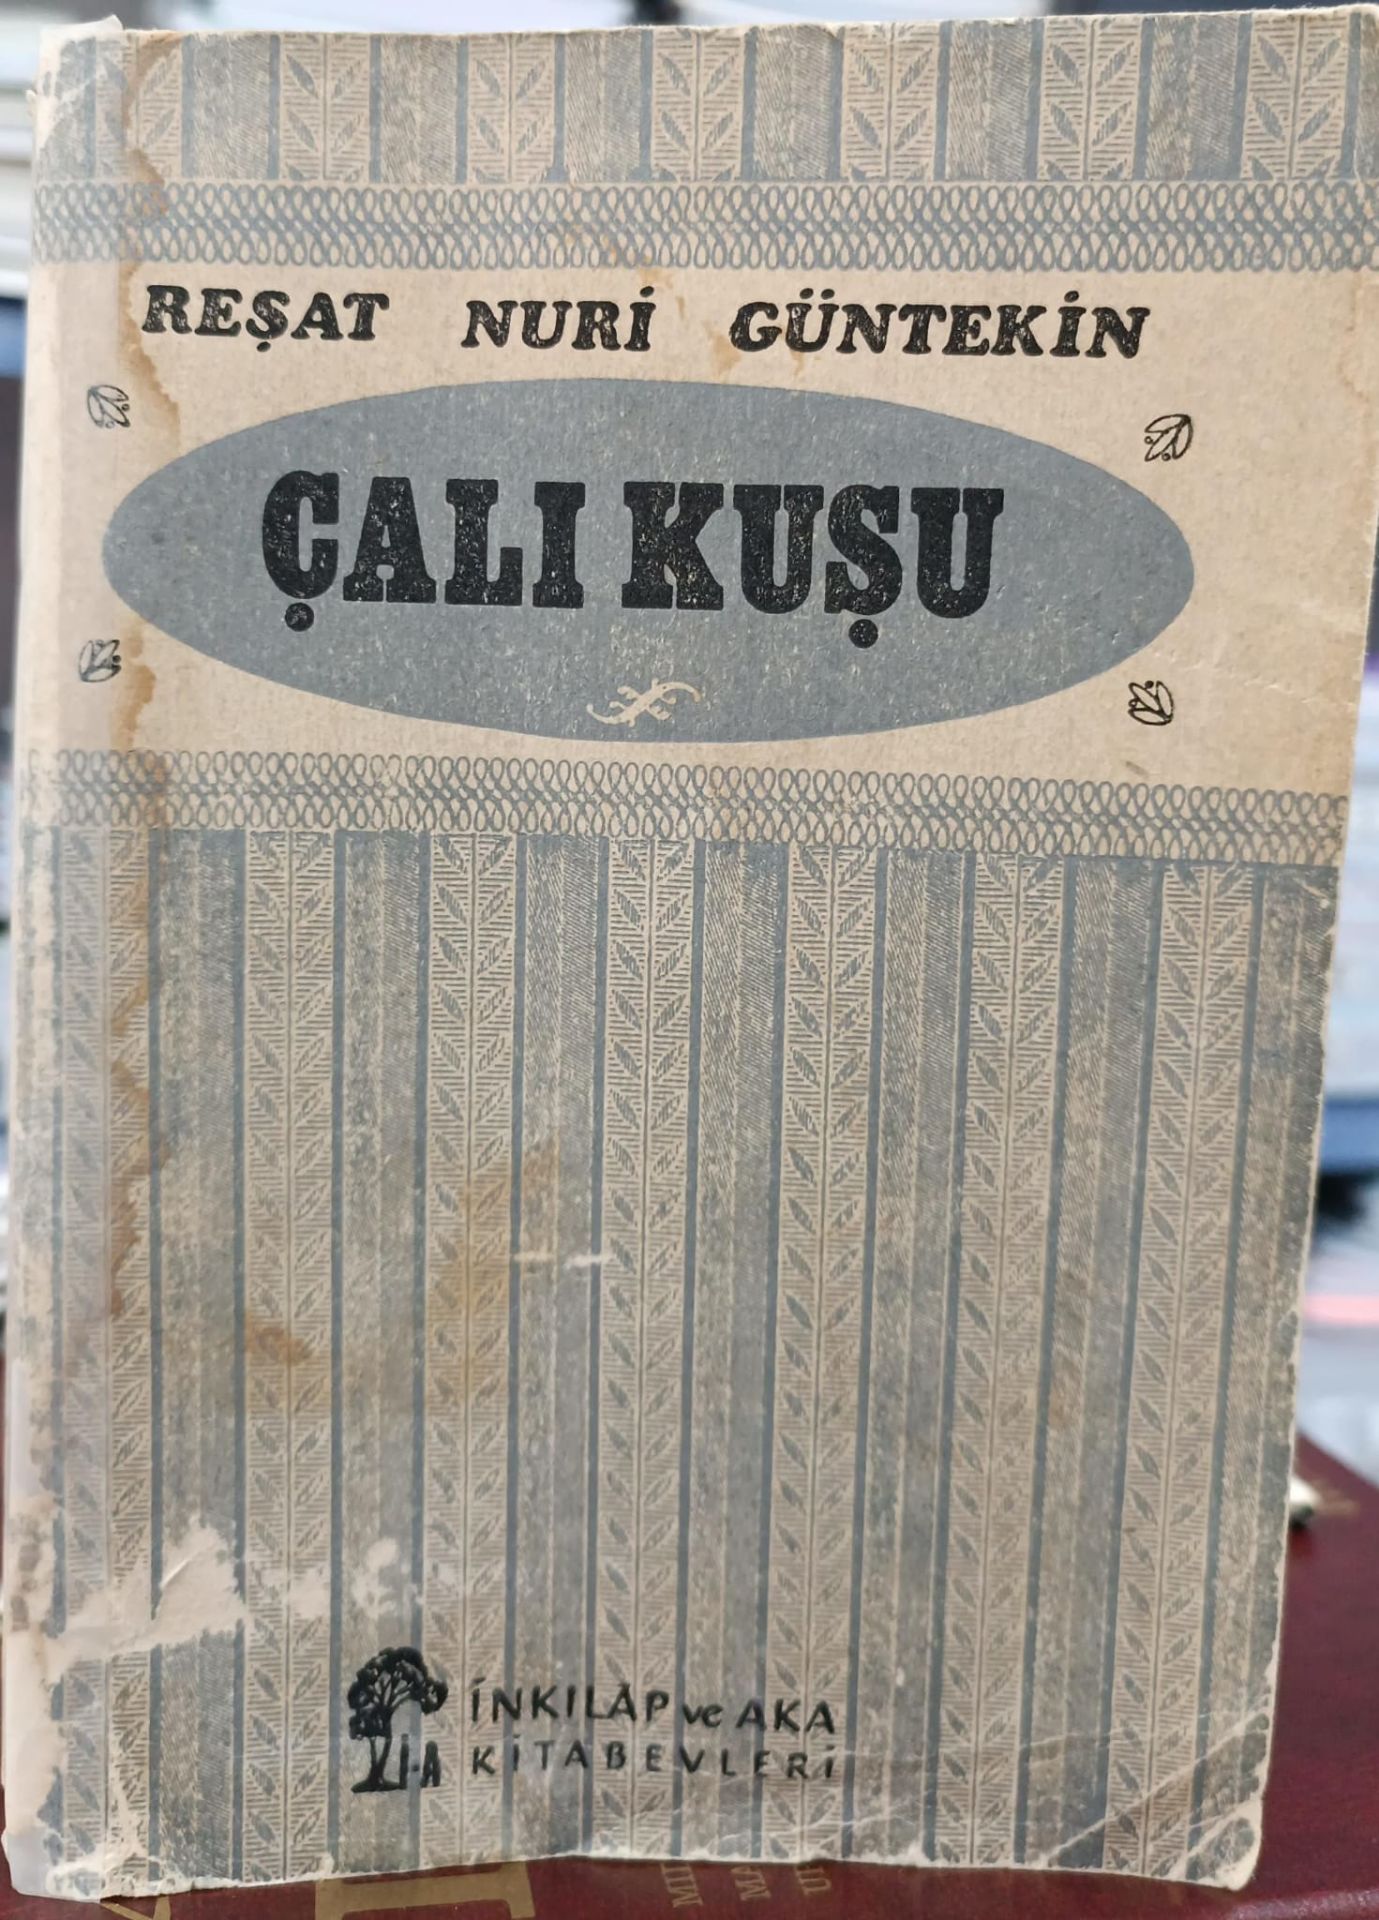 REŞAT NURİ GÜNTEKİN
ÇALI KUŞU
İNKILÂP ve AKA
KİTABEVLERİ
İ-A